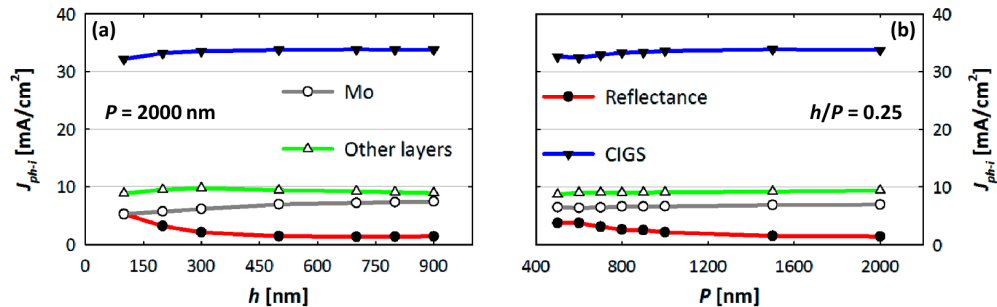 40
(a)
30
20
10
0
J_ph-i [mA/cm²]
P = 2000 nm
Mo
Other layers
0 150 300 450 600 750 900
h [nm]
(b)
Reflectance
h/P = 0.25
CIGS
40
30
20
10
0
J_ph-i [mA/cm²]
400 800 1200 1600 2000
P [nm]